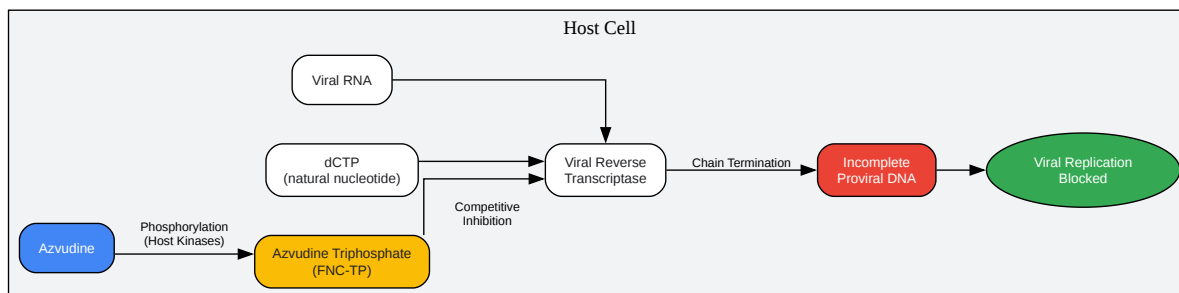 Host Cell
Viral RNA
dCTP
(natural nucleotide)
Viral Reverse
Transcriptase
Chain Termination
Incomplete
Proviral DNA
Viral Replication
Blocked
Competitive
Inhibition
Azvudine
Phosphorylation
(Host Kinases)
Azvudine Triphosphate
(FNC-TP)